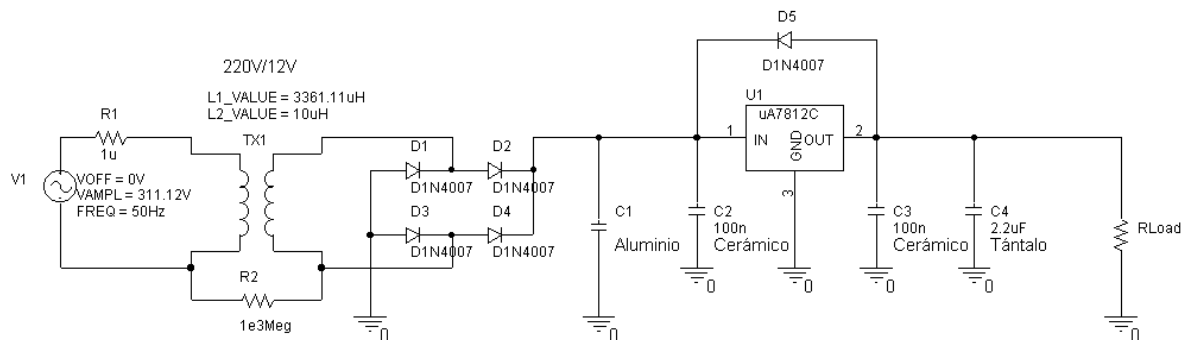 220V/12V
L1_VALUE = 3361.11uH
L2_VALUE = 10uH
TX1
R1
1u
V1
VOFF = 0V
VAMPL = 311.12V
FREQ = 50Hz
R2
1e3Meg
D1
D1N4007
D2
D1N4007
D3
D1N4007
D4
D1N4007
0
C1
Aluminio
0
C2
100n
Cerámico
0
D5
D1N4007
U1
uA7812C
1
IN
GND
OUT
2
3
0
C3
100n
Cerámico
0
C4
2.2uF
Tántalo
0
RLoad
0